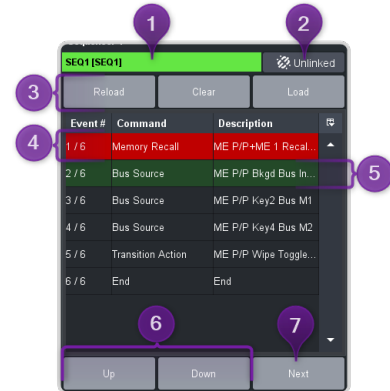 1
2
SEQ1 [SEQ1] Unlinked
3
Reload Clear Load
Event # Command Description
4
1 / 6 Memory Recall ME P/P+ME 1 Recal...
2 / 6 Bus Source ME P/P Bkgd Bus In...
5
3 / 6 Bus Source ME P/P Key2 Bus M1
4 / 6 Bus Source ME P/P Key4 Bus M2
5 / 6 Transition Action ME P/P Wipe Toggle...
6 / 6 End End
6
7
Up Down Next